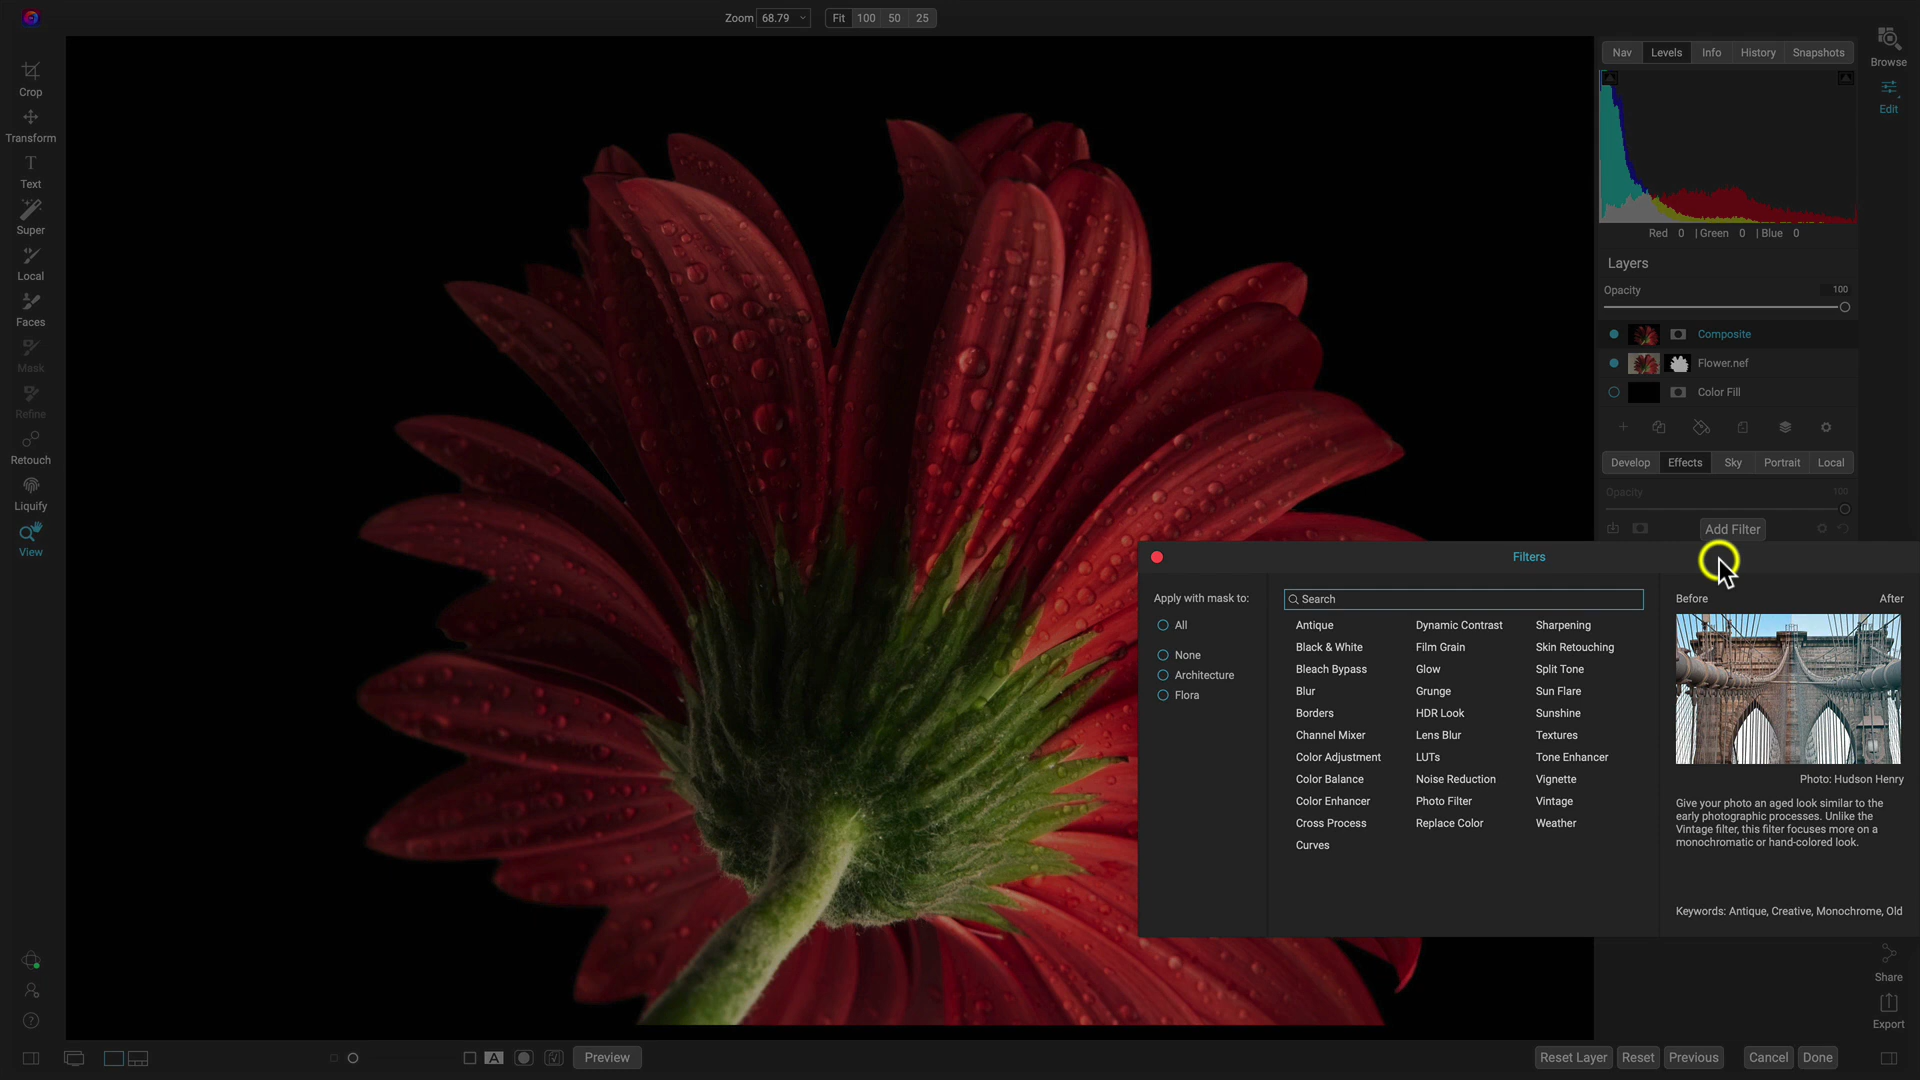 Zoom 68.79 Fit 100 50 25
Crop
Transform
Text
Super
Local
Faces
Mask
Refine
Retouch
Liquify
View
Nav Levels Info History Snapshots
Browse
Edit
Red 0 | Green 0 | Blue 0
Layers
Opacity 100
Composite
Flower.nef
Color Fill
Develop Effects Sky Portrait Local
Opacity 100
Add Filter
Filters
Apply with mask to:
All
None
Architecture
Flora
Search
Antique Dynamic Contrast Sharpening
Black & White Film Grain Skin Retouching
Bleach Bypass Glow Split Tone
Blur Grunge Sun Flare
Borders HDR Look Sunshine
Channel Mixer Lens Blur Textures
Color Adjustment LUTs Tone Enhancer
Color Balance Noise Reduction Vignette
Color Enhancer Photo Filter Vintage
Cross Process Replace Color Weather
Curves
Before After
Photo: Hudson Henry
Give your photo an aged look similar to the
early photographic processes. Unlike the
Vintage filter, this filter focuses more on a
monochromatic or hand-colored look.
Keywords: Antique, Creative, Monochrome, Old
Share
Export
A Preview
Reset Layer Reset Previous Cancel Done